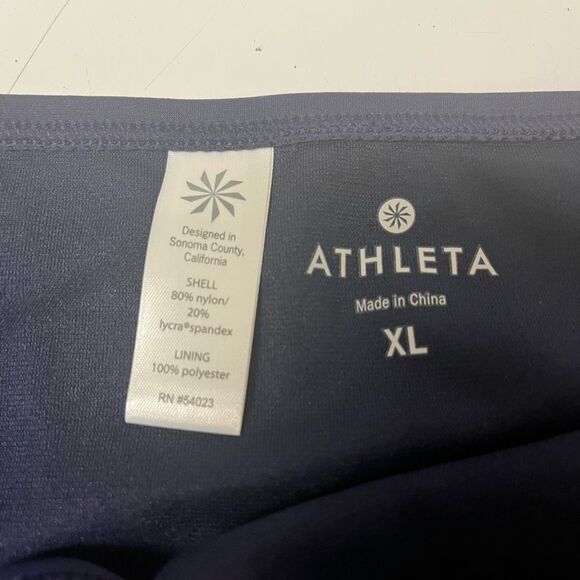 Designed in
Sonoma County,
California
SHELL
80% nylon/
20%
lycra®spandex
LINING
100% polyester
RN #54023
ATHLETA
Made in China
XL